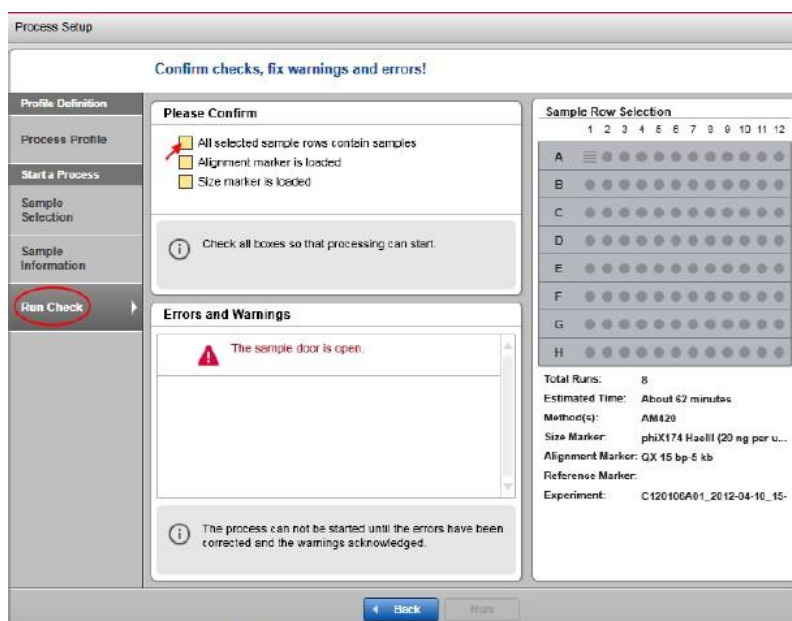 Process Setup
Confirm checks, fix warnings and errors!
Profile Definition
Process Profile
Start a Process
Sample
Selection
Sample
Information
Run Check
Please Confirm
All selected sample rows contain samples
Alignment marker is loaded
Size marker is loaded
Check all boxes so that processing can start.
Errors and Warnings
The sample door is open.
The process can not be started until the errors have been
corrected and the warnings acknowledged.
Sample Row Selection
1 2 3 4 5 6 7 8 9 10 11 12
A
B
C
D
E
F
G
H
Total Runs: 8
Estimated Time: About 62 minutes
Method(s): AM420
Size Marker: phiX174 HaeIII (20 ng per u...
Alignment Marker: QX 15 bp-5 kb
Reference Marker:
Experiment: C120106A01_2012-04-10_15-
Back
Run